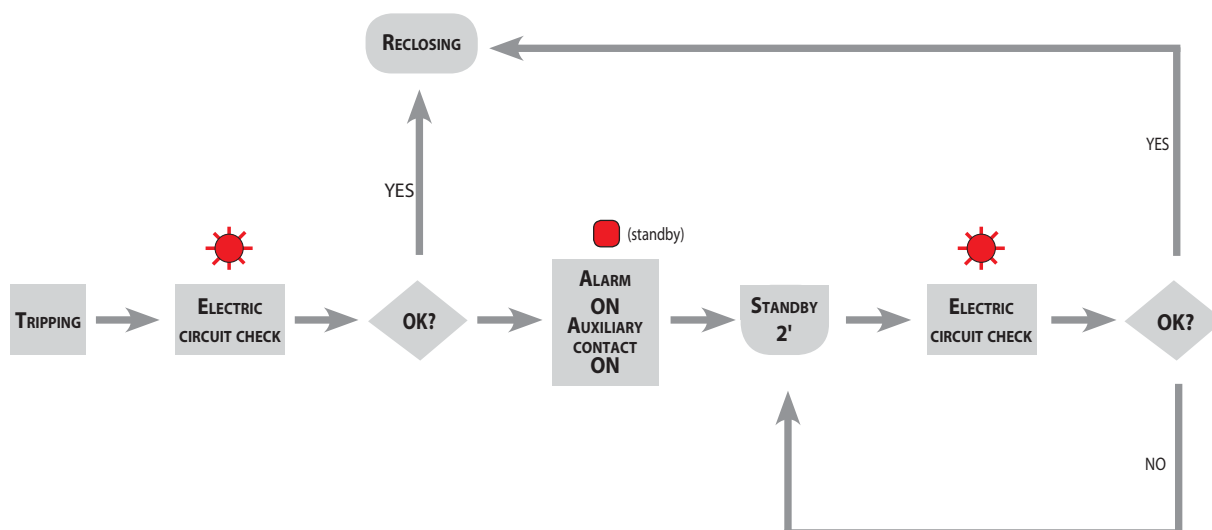 RECLOSING
YES
YES
(standby)
TRIPPING
ELECTRIC
CIRCUIT CHECK
OK?
ALARM
ON
AUXILIARY
CONTACT
ON
STANDBY
2'
ELECTRIC
CIRCUIT CHECK
OK?
NO